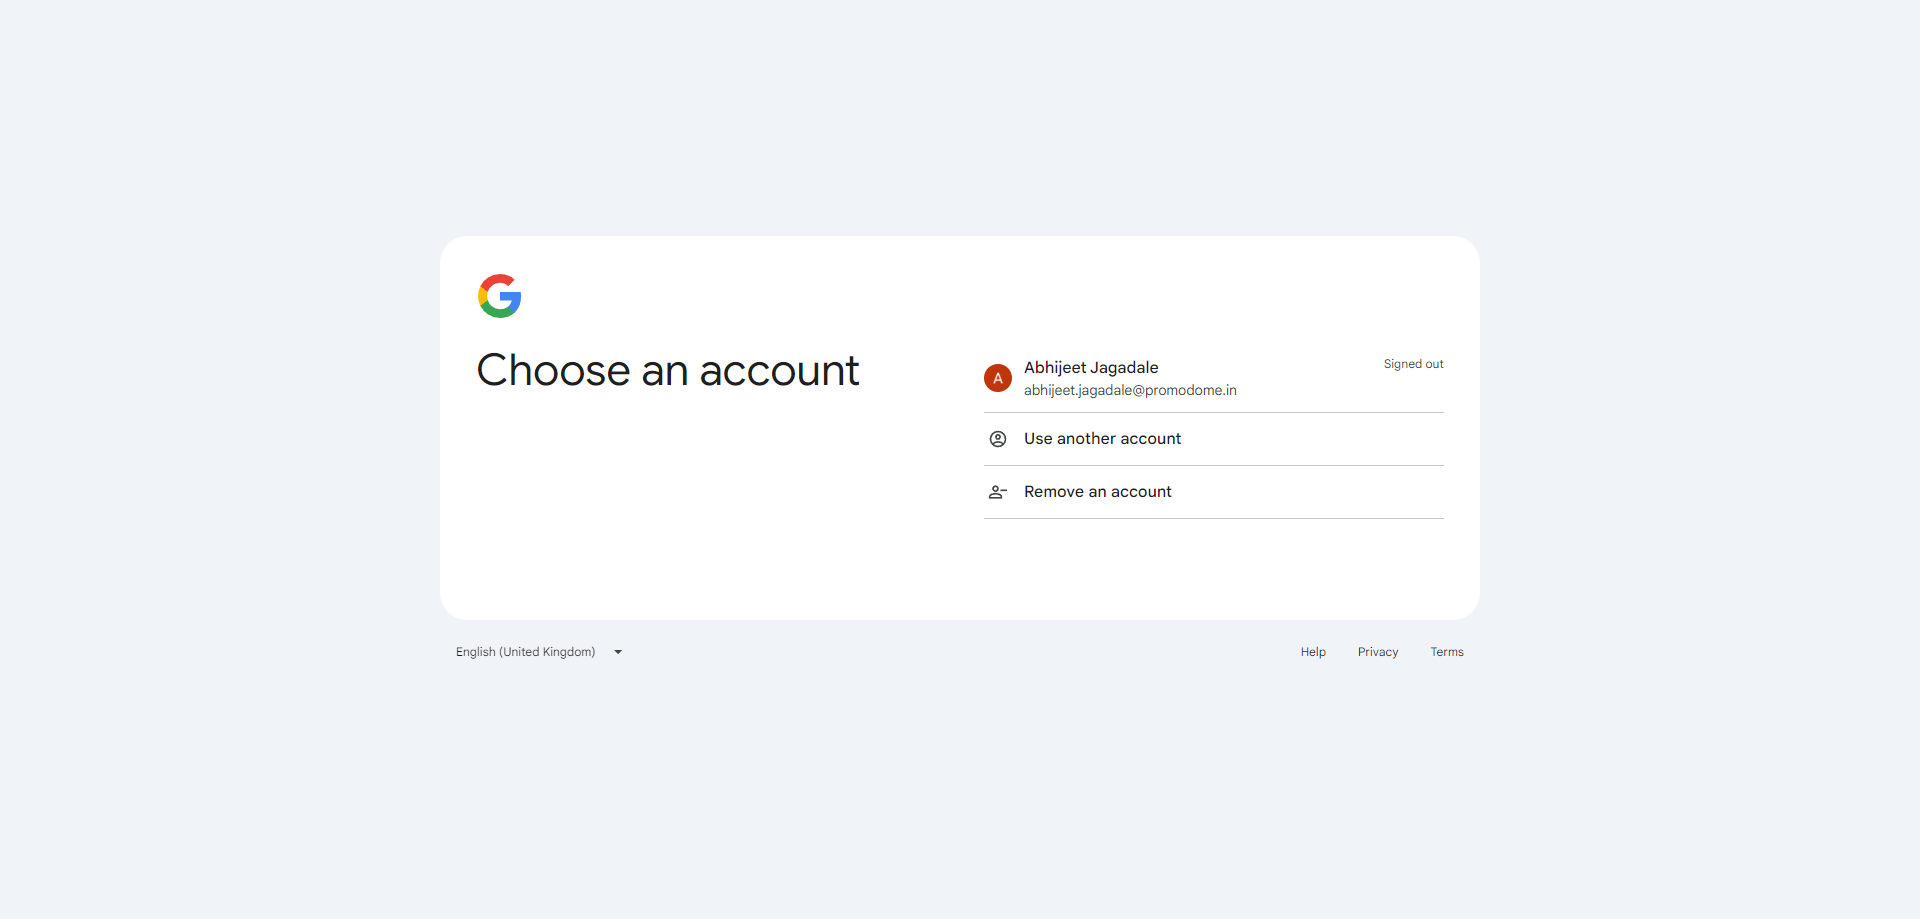 Choose an account
A
Abhijeet Jagadale
abhijeet.jagadale@promodome.in
Signed out
Use another account
Remove an account
English (United Kingdom)
Help
Privacy
Terms